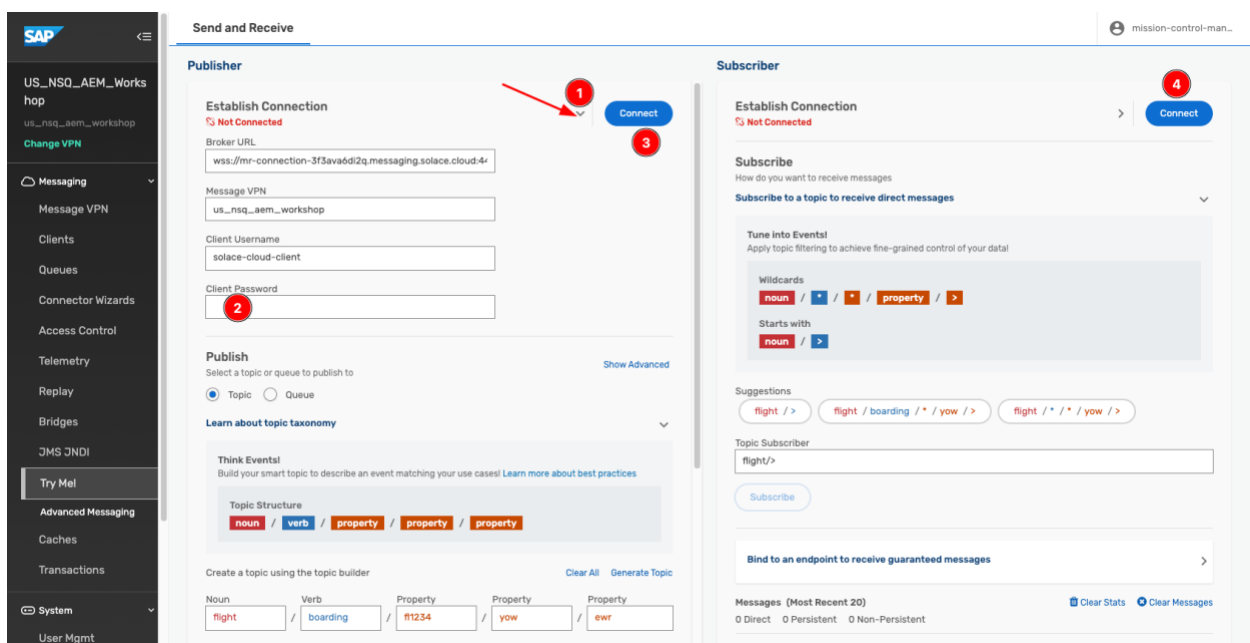 SAP
US_NSQ_AEM_Works
hop
us_nsq_aem_workshop
Change VPN
Messaging
Message VPN
Clients
Queues
Connector Wizards
Access Control
Telemetry
Replay
Bridges
JMS JNDI
Try Me!
Advanced Messaging
Caches
Transactions
System
User Mgmt
Send and Receive
mission-control-man...
Publisher
Establish Connection
Not Connected
1
Connect
3
Broker URL
wss://mr-connection-3f3ava6di2q.messaging.solace.cloud:44
Message VPN
us_nsq_aem_workshop
Client Username
solace-cloud-client
Client Password
2
Publish
Show Advanced
Select a topic or queue to publish to
Topic Queue
Learn about topic taxonomy
Think Events!
Build your smart topic to describe an event matching your use cases! Learn more about best practices
Topic Structure
noun / verb / property / property / property
Create a topic using the topic builder Clear All Generate Topic
Noun Verb Property Property Property
flight / boarding / fl1234 / yow / ewr
Subscriber
Establish Connection
Not Connected
4
Connect
Subscribe
How do you want to receive messages
Subscribe to a topic to receive direct messages
Tune into Events!
Apply topic filtering to achieve fine-grained control of your data!
Wildcards
noun / * / * / property / >
Starts with
noun / >
Suggestions
flight / > flight / boarding / * / yow / > flight / * / * / yow / >
Topic Subscriber
flight/>
Subscribe
Bind to an endpoint to receive guaranteed messages
Messages (Most Recent 20) Clear Stats Clear Messages
0 Direct 0 Persistent 0 Non-Persistent